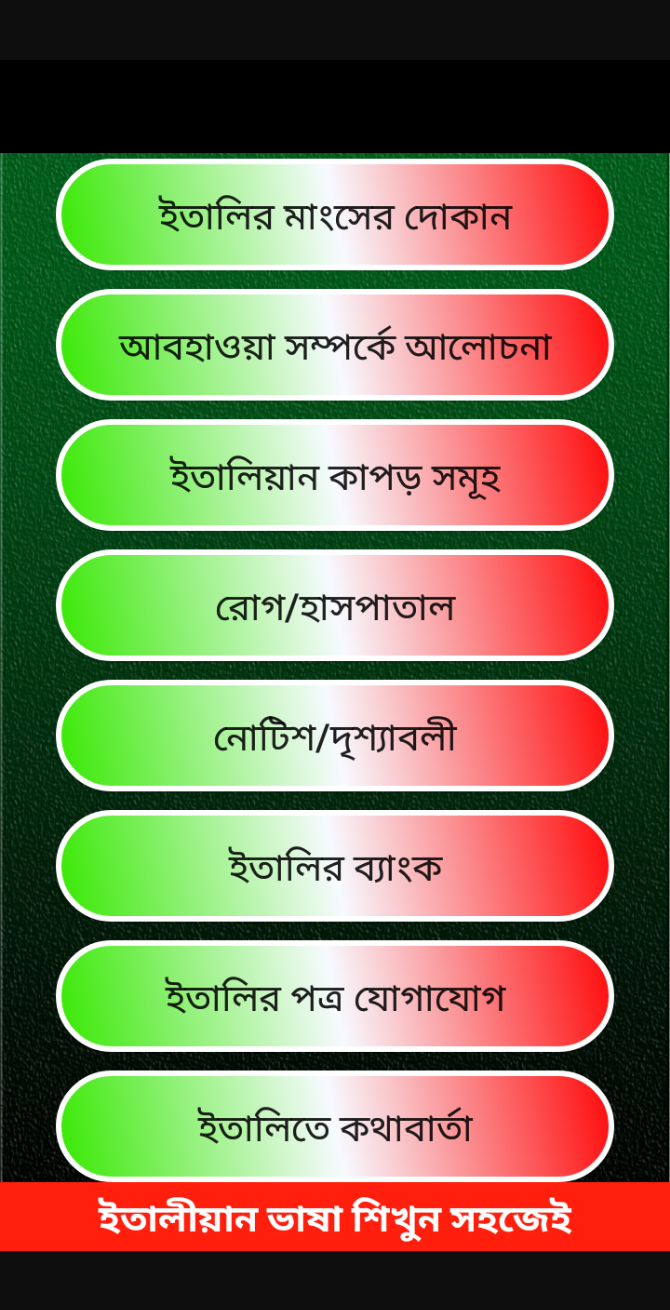 ইতালির মাংসের দোকান
আবহাওয়া সম্পর্কে আলোচনা
ইতালিয়ান কাপড় সমূহ
রোগ/হাসপাতাল
নোটিশ/দৃশ্যাবলী
ইতালির ব্যাংক
ইতালির পত্র যোগাযোগ
ইতালিতে কথাবার্তা
ইতালীয়ান ভাষা শিখুন সহজেই